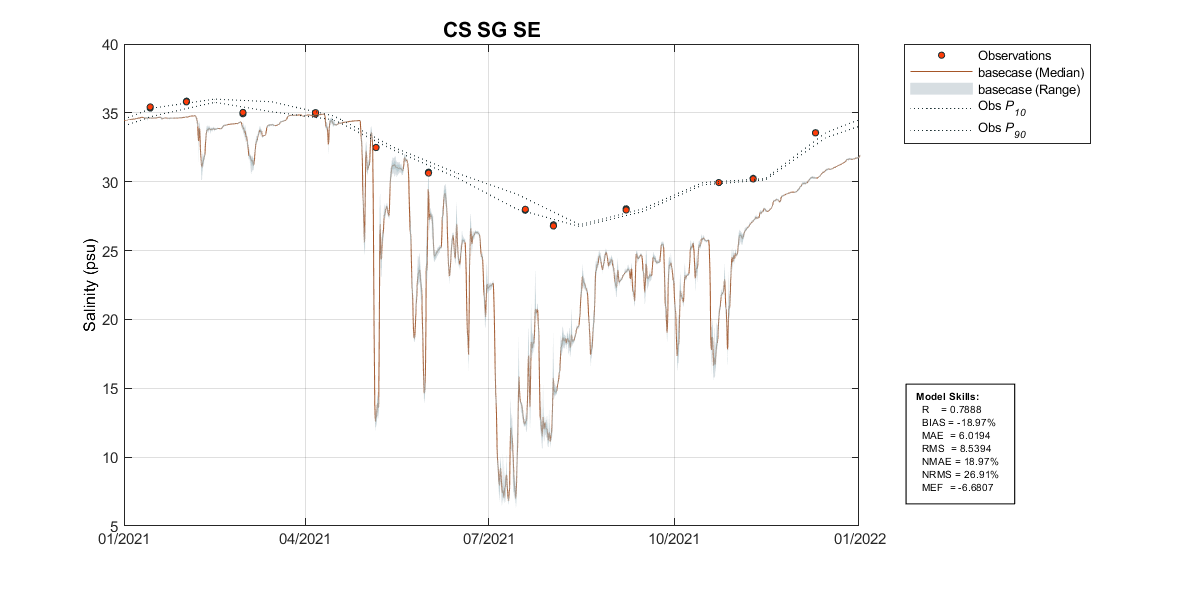 CS SG SE
Salinity (psu)
40
35
30
25
20
15
10
5
01/2021
04/2021
07/2021
10/2021
01/2022
Observations
basecase (Median)
basecase (Range)
Obs P10
Obs P90
Model Skills:
R = 0.7888
BIAS = -18.97%
MAE = 6.0194
RMS = 8.5394
NMAE = 18.97%
NRMS = 26.91%
MEF = -6.6807